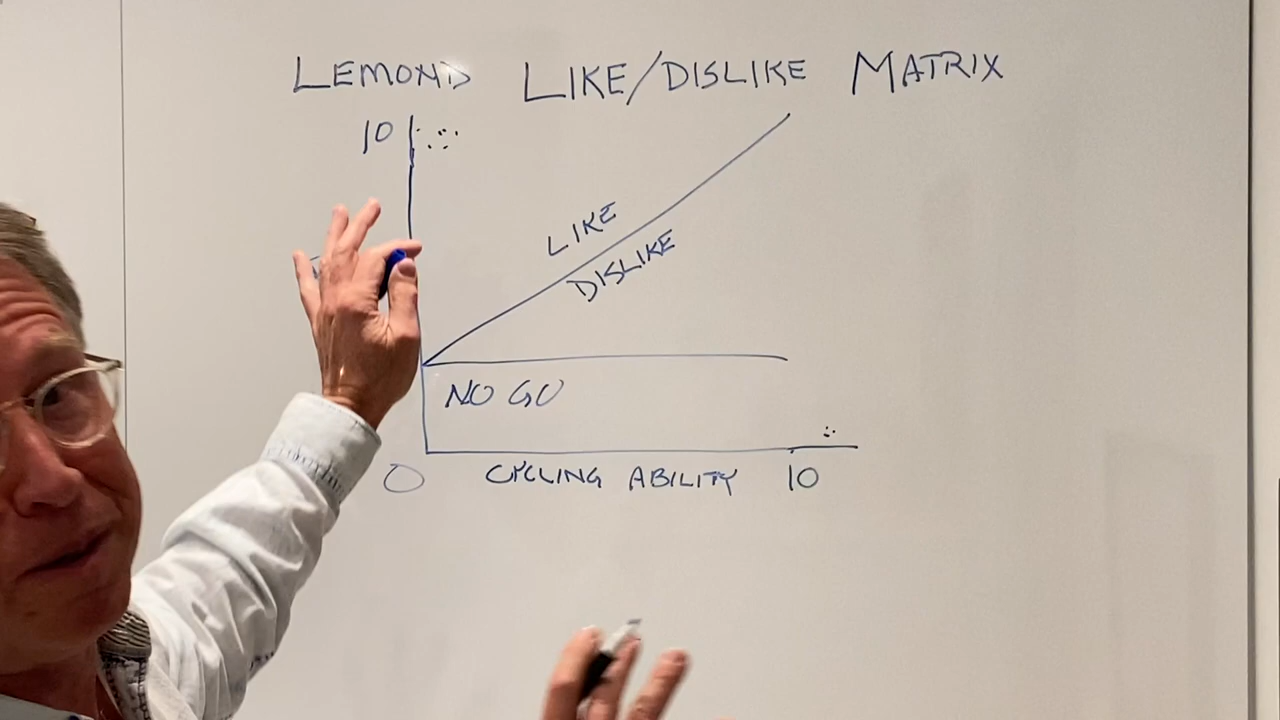 LEMOND LIKE/DISLIKE MATRIX
10
LIKE
DISLIKE
NO GO
0 CYCLING ABILITY 10